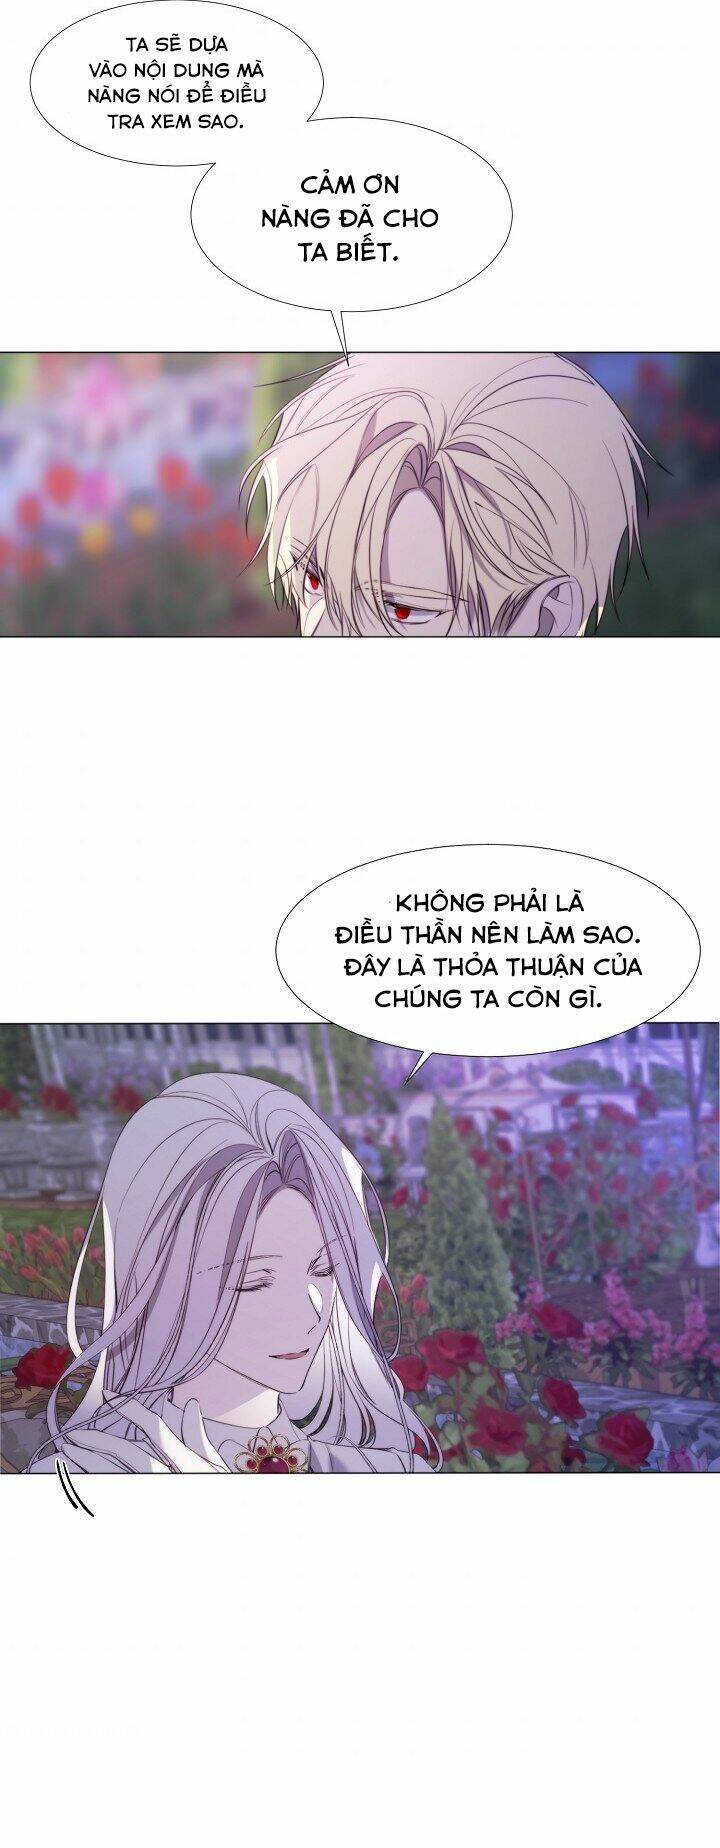 TA SẼ DỰA
VÀO NỘI DUNG MÀ
NÀNG NÓI ĐỂ ĐIỀU
TRA XEM SAO.
CẢM ƠN
NÀNG ĐÃ CHO
TA BIẾT.
KHÔNG PHẢI LÀ
ĐIỀU THẦN NÊN LÀM SAO.
ĐÂY LÀ THỎA THUẬN CỦA
CHÚNG TA CÒN GÌ.